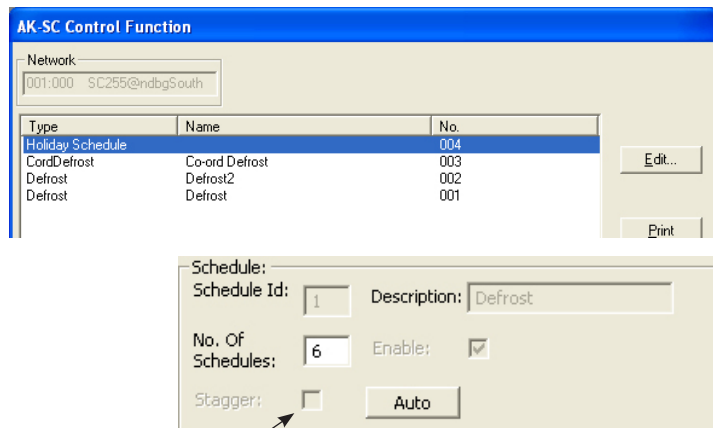 AK-SC Control Function
Network
001:000 SC255@ndbgSouth
Type Name No.
Holiday Schedule 004
CordDefrost Co-ord Defrost 003
Defrost Defrost2 002
Defrost Defrost 001
Edit...
Print
Schedule:
Schedule Id: 1 Description: Defrost
No. Of
Schedules: 6 Enable:
Stagger: Auto